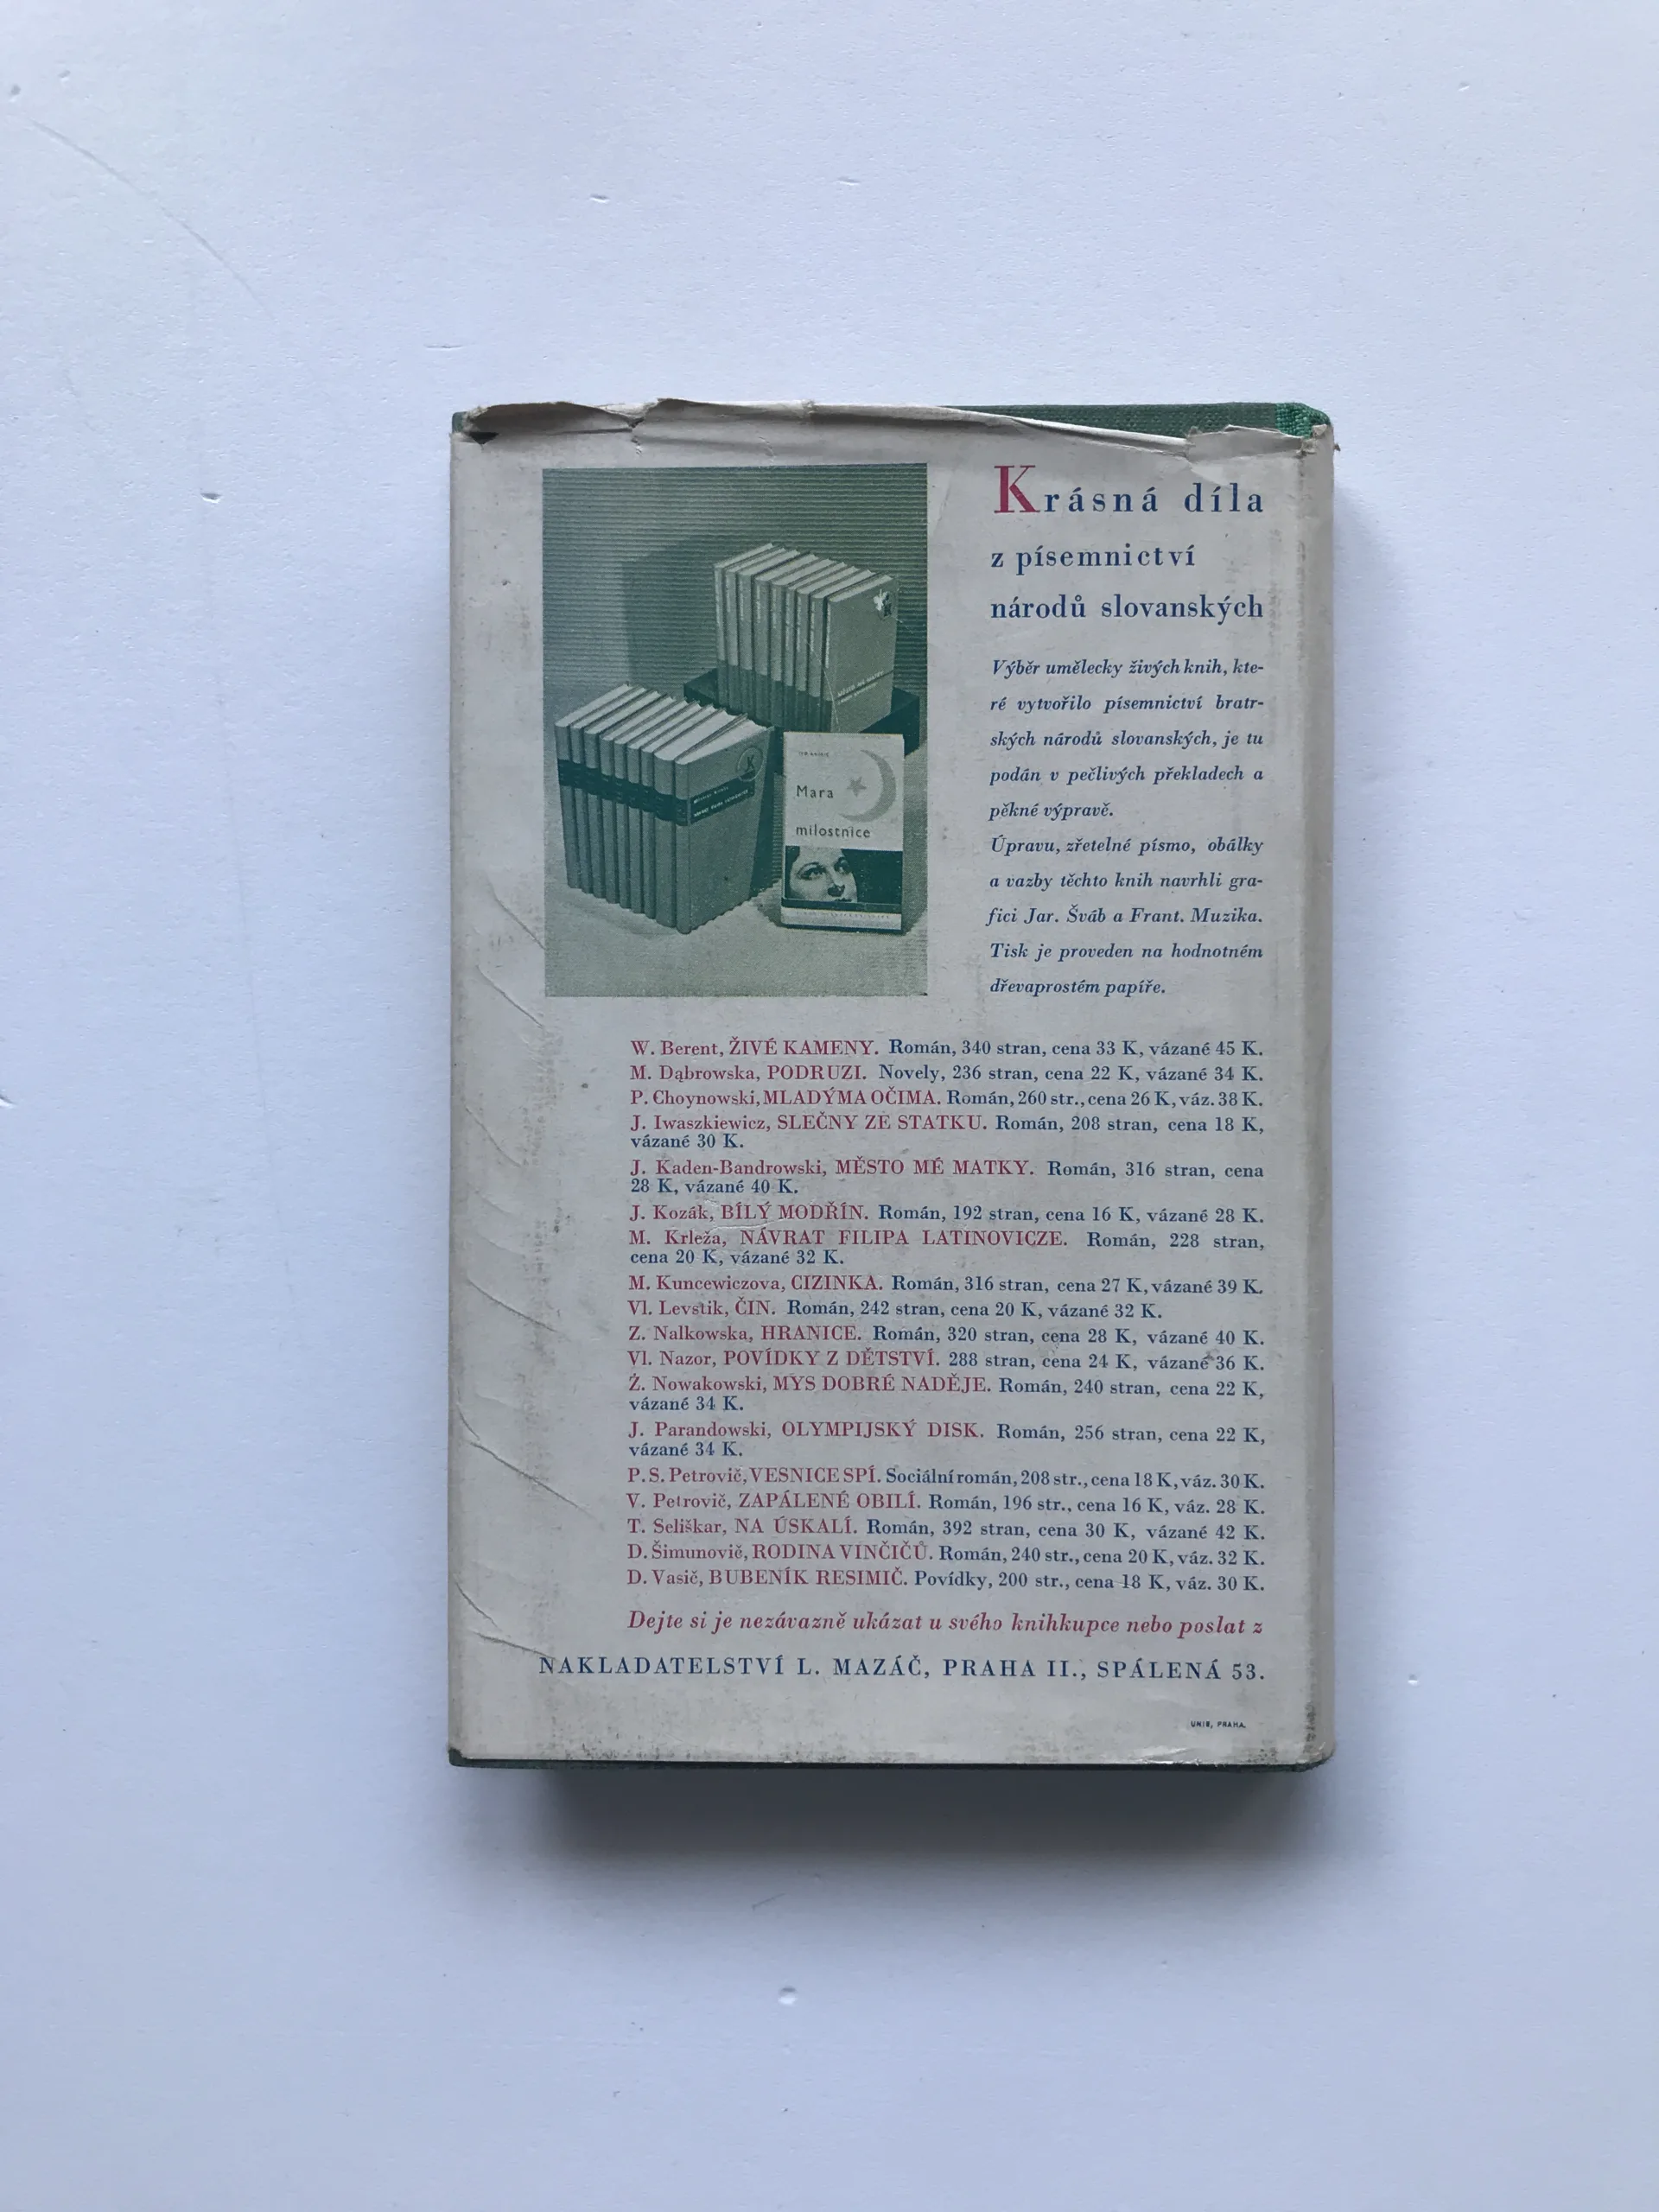 Krásná díla
z písemnictví
národů slovanských
Výběr umělecky živých knih, kte-
ré vytvořilo písemnictví bratr-
ských národů slovanských, je tu
podán v pečlivých překladech a
pěkné výpravě.
Úpravu, zřetelné písmo, obálky
a vazby těchto knih navrhli gra-
fici Jar. Šváb a Frant. Muzika.
Tisk je proveden na hodnotném
dřevaprostém papíře.
Mara
milostnice
W. Berent, ŽIVÉ KAMENY. Román, 340 stran, cena 33 K, vázané 45 K.
M. Dąbrowska, PODRUZI. Novely, 236 stran, cena 22 K, vázané 34 K.
P. Choynowski, MLADÝMA OČIMA. Román, 260 str., cena 26 K, váz. 38 K.
J. Iwaszkiewicz, SLEČNY ZE STATKU. Román, 208 stran, cena 18 K,
vázané 30 K.
J. Kaden-Bandrowski, MĚSTO MÉ MATKY. Román, 316 stran, cena
28 K, vázané 40 K.
J. Kozák, BÍLÝ MODŘÍN. Román, 192 stran, cena 16 K, vázané 28 K.
M. Krleža, NÁVRAT FILIPA LATINOVICZE. Román, 228 stran,
cena 20 K, vázané 32 K.
M. Kuncewiczova, CIZINKA. Román, 316 stran, cena 27 K, vázané 39 K.
Vl. Levstik, ČIN. Román, 242 stran, cena 20 K, vázané 32 K.
Z. Nalkowska, HRANICE. Román, 320 stran, cena 28 K, vázané 40 K.
Vl. Nazor, POVÍDKY Z DĚTSTVÍ. 288 stran, cena 24 K, vázané 36 K.
Ź. Nowakowski, MYS DOBRÉ NADĚJE. Román, 240 stran, cena 22 K,
vázané 34 K.
J. Parandowski, OLYMPIJSKÝ DISK. Román, 256 stran, cena 22 K,
vázané 34 K.
P. S. Petrovič, VESNICE SPÍ. Sociální román, 208 str., cena 18 K, váz. 30 K.
V. Petrovič, ZAPÁLENÉ OBILÍ. Román, 196 str., cena 16 K, váz. 28 K.
T. Seliškar, NA ÚSKALÍ. Román, 392 stran, cena 30 K, vázané 42 K.
D. Šimunovič, RODINA VINČIČŮ. Román, 240 str., cena 20 K, váz. 32 K.
D. Vasič, BUBENÍK RESIMIČ. Povídky, 200 str., cena 18 K, váz. 30 K.
Dejte si je nezávazně ukázat u svého knihkupce nebo poslat z
NAKLADATELSTVÍ L. MAZÁČ, PRAHA II., SPÁLENÁ 53.
UNIE, PRAHA.